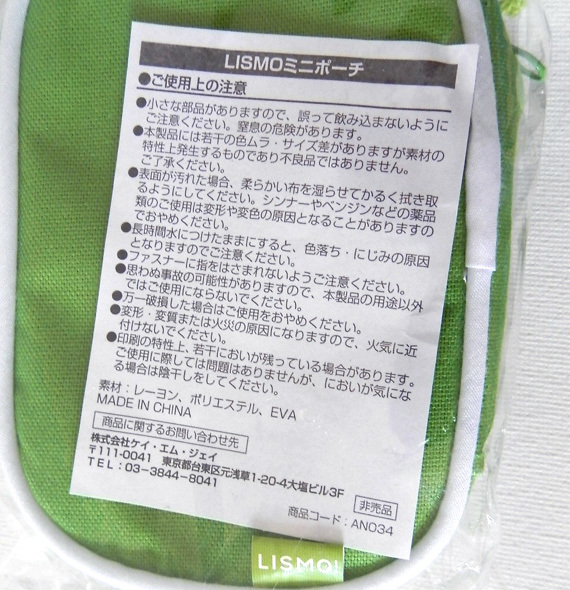 LISMOミニポーチ
●ご使用上の注意
●小さな部品がありますので、誤って飲み込まないように
ご注意ください。窒息の危険があります。
●本製品には若干の色ムラ・サイズ差がありますが素材の
特性上発生するものであり不良品ではありません。
ご了承ください。
●表面が汚れた場合、柔らかい布を湿らせてかるく拭き取
るようにしてください。シンナーやベンジンなどの薬品
類のご使用は変形や変色の原因となることがありますの
でおやめください。
●長時間水につけたままにすると、色落ち・にじみの原因
となりますのでご注意ください。
●ファスナーに指をはさまれないようご注意ください。
●思わぬ事故の可能性がありますので、本製品の用途以外
ではご使用にならないでください。
●万一破損した場合はご使用をおやめください。
●変形・変質または火災の原因になりますので、火気に近
付けないでください。
●印刷の特性上、若干においが残っている場合があります。
ご使用に際しては問題はありませんが、においが気にな
る場合は陰干しをしてください。
素材：レーヨン、ポリエステル、EVA
MADE IN CHINA
商品に関するお問い合わせ先
株式会社ケイ・エム・ジェイ
〒111-0041 東京都台東区元浅草1-20-4大塩ビル3F
TEL：03-3844-8041
非売品
商品コード：AN034
LISMO!